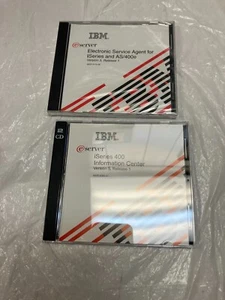 IBM
e server
Electronic Service Agent for
iSeries and AS/400e
Version 5, Release 1
CD
IBM
e server
iSeries 400
Information Center
Version 5, Release 1